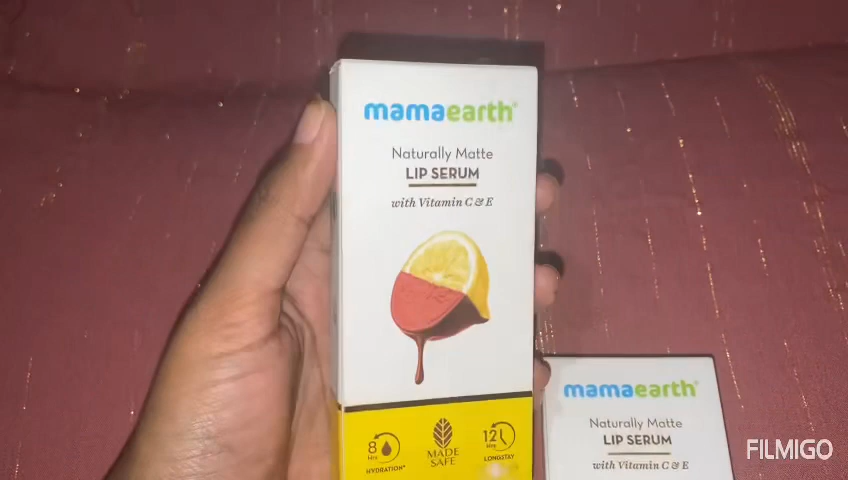 mamaearth®
Naturally Matte
LIP SERUM
with Vitamin C & E
8
Hrs
HYDRATION*
MADE
SAFE
12
Hrs
LONGSTAY
mamaearth®
Naturally Matte
LIP SERUM
with Vitamin C & E
FILMIGO